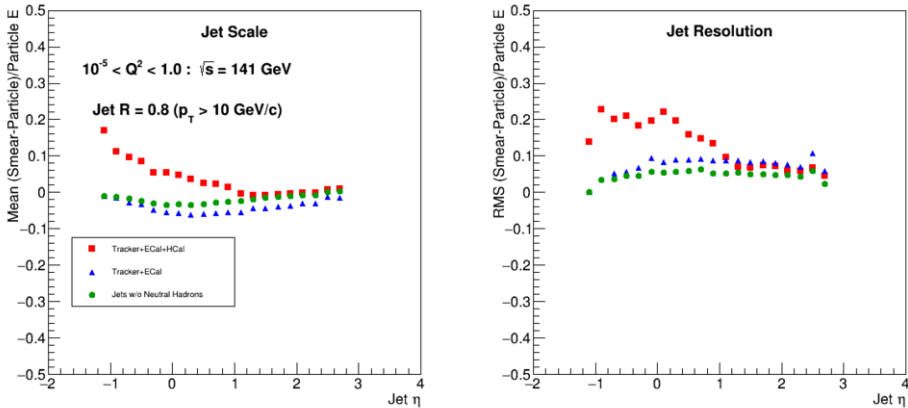 Jet Scale
10^-5 < Q^2 < 1.0 : √s = 141 GeV
Jet R = 0.8 (p_T > 10 GeV/c)
Mean (Smear-Particle)/Particle E
0.5
0.4
0.3
0.2
0.1
0
−0.1
−0.2
−0.3
−0.4
−0.5
Tracker+ECal+HCal
Tracker+ECal
Jets w/o Neutral Hadrons
−2 −1 0 1 2 3 4
Jet η
Jet Resolution
RMS (Smear-Particle)/Particle E
0.5
0.4
0.3
0.2
0.1
0
−0.1
−0.2
−0.3
−0.4
−0.5
−2 −1 0 1 2 3 4
Jet η